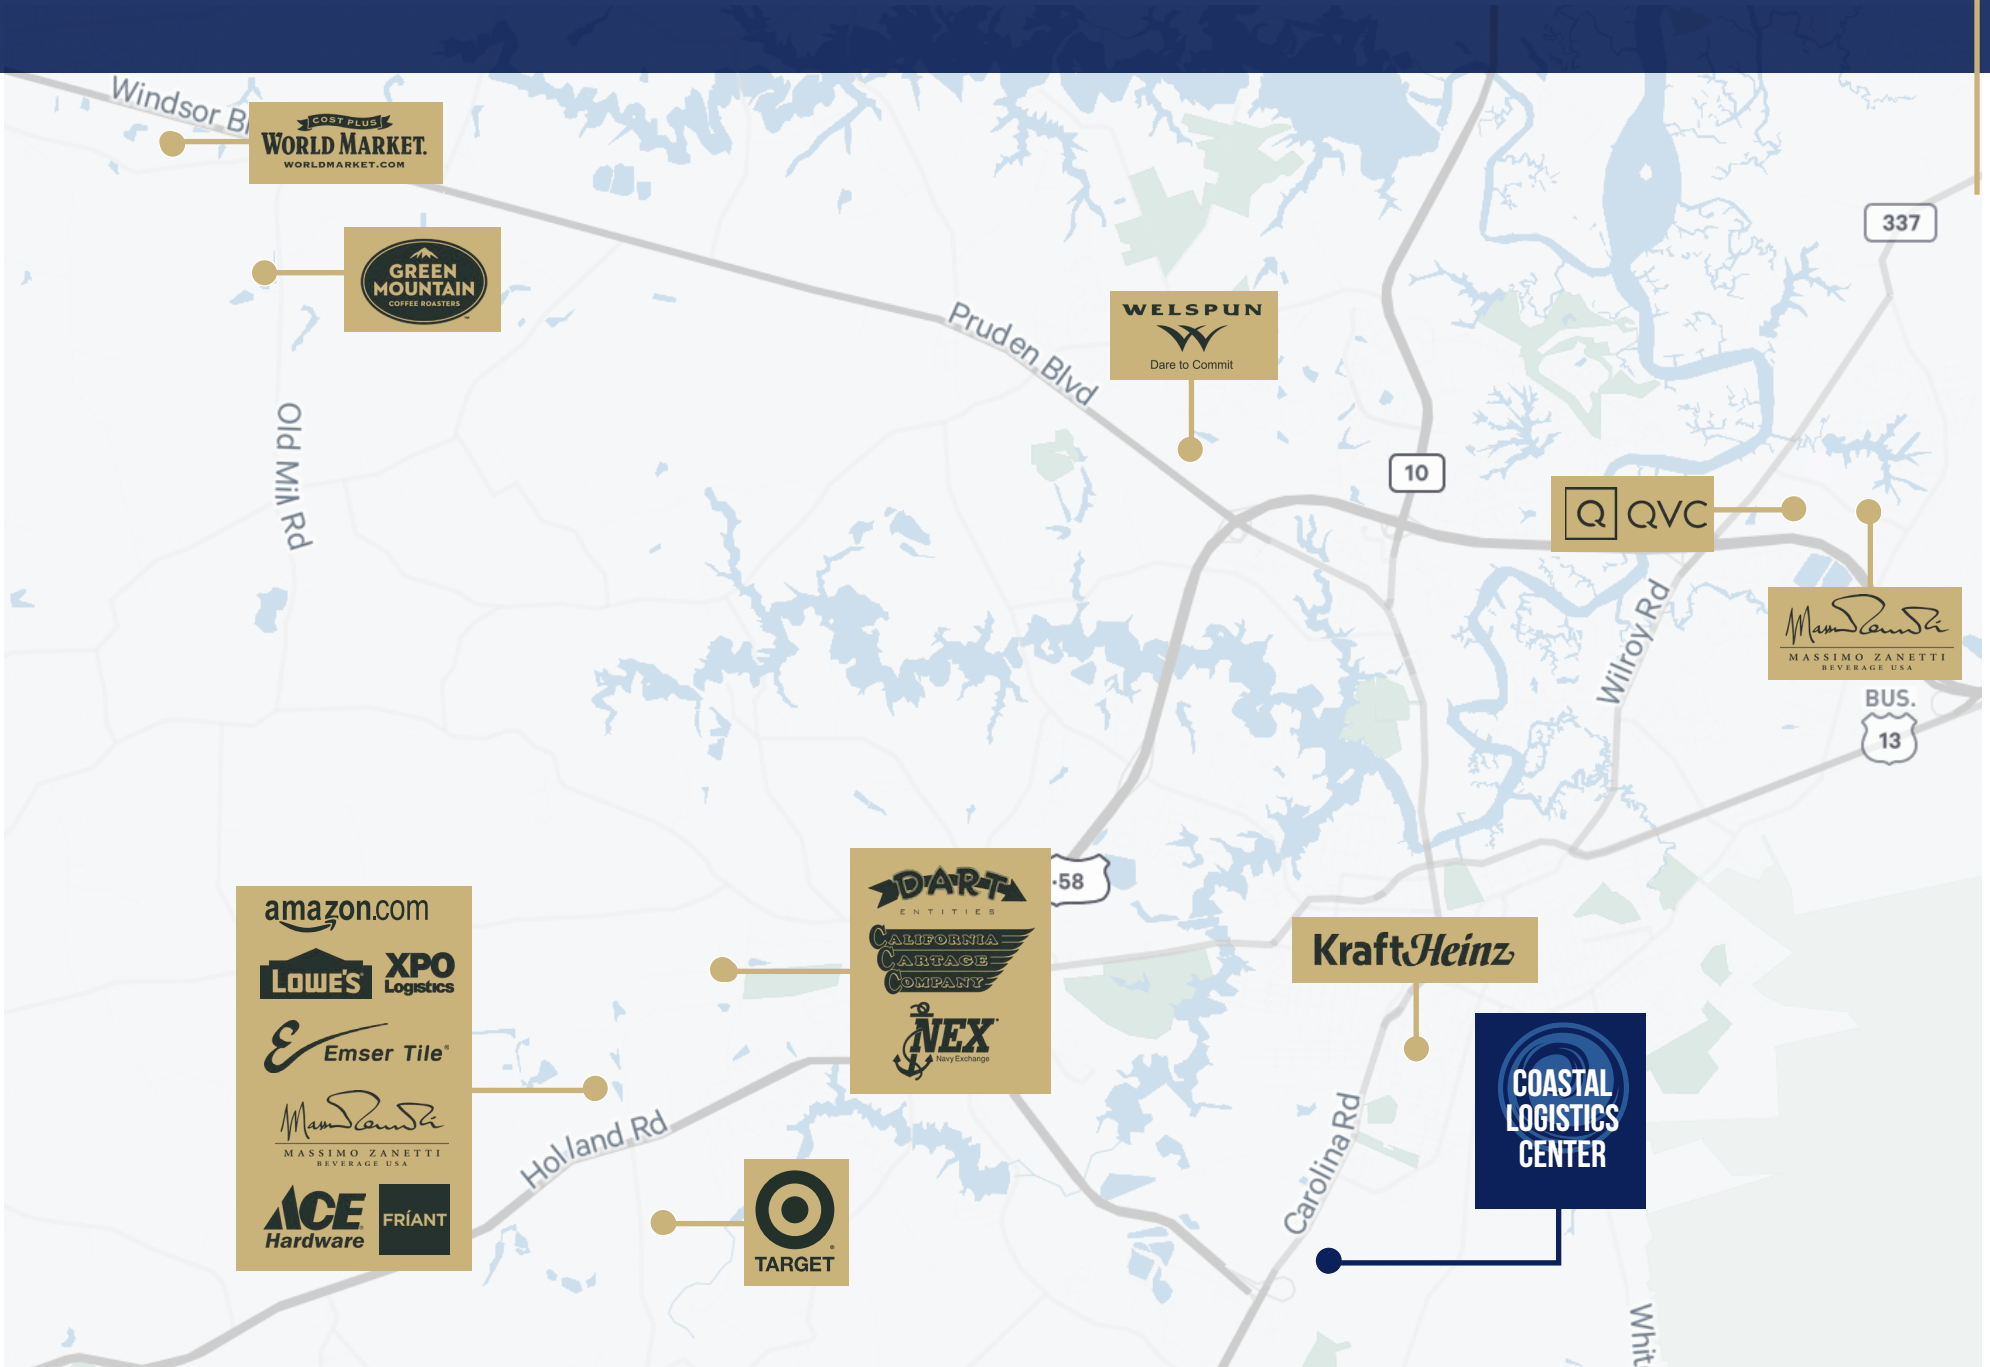 Windsor Bl
COST PLUS
WORLD MARKET.
WORLDMARKET.COM
GREEN
MOUNTAIN
COFFEE ROASTERS
337
WELSPUN
Dare to Commit
Pruden Blvd
Old Mill Rd
10
Q QVC
Wilroy Rd
MASSIMO ZANETTI
BEVERAGE USA
BUS.
13
DART
ENTITIES
CALIFORNIA
CARTAGE
COMPANY
NEX
Navy Exchange
58
amazon.com
LOWE'S
XPO
Logistics
Emser Tile®
MASSIMO ZANETTI
BEVERAGE USA
ACE
Hardware
FRÍANT
KraftHeinz
COASTAL
LOGISTICS
CENTER
Holland Rd
Carolina Rd
TARGET
Whit